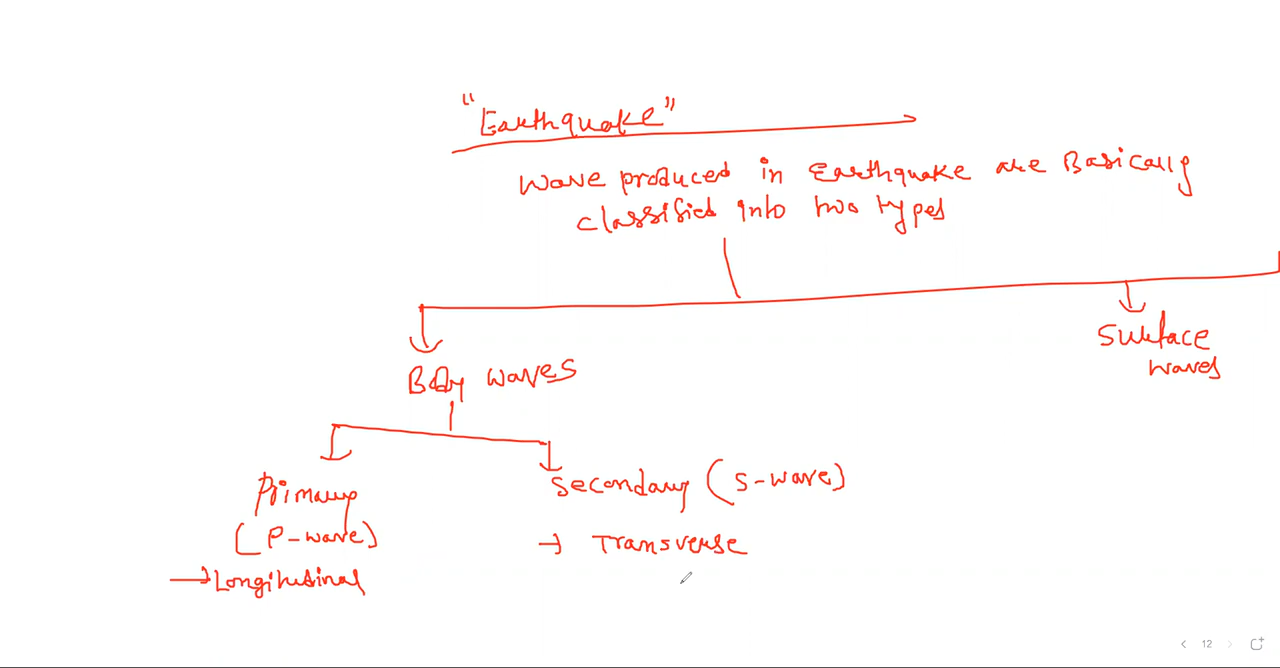 "Earthquake"
Wave produced in Earthquake are Basically
classified into two types
Body waves
Surface
waves
Primary
(P-wave)
→ Longitudinal
Secondary (S-wave)
→ Transverse
12